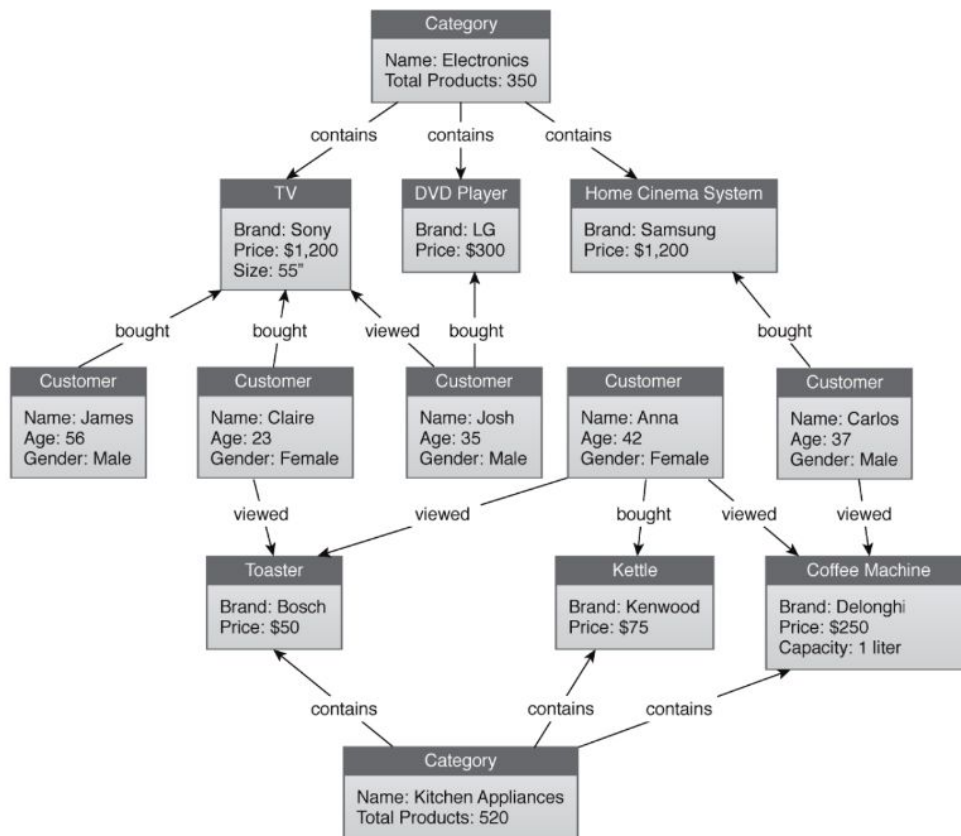 Category
Name: Electronics
Total Products: 350
contains
contains
contains
TV
Brand: Sony
Price: $1,200
Size: 55"
DVD Player
Brand: LG
Price: $300
Home Cinema System
Brand: Samsung
Price: $1,200
bought
bought
viewed
bought
bought
Customer
Name: James
Age: 56
Gender: Male
Customer
Name: Claire
Age: 23
Gender: Female
Customer
Name: Josh
Age: 35
Gender: Male
Customer
Name: Anna
Age: 42
Gender: Female
Customer
Name: Carlos
Age: 37
Gender: Male
viewed
viewed
bought
viewed
viewed
Toaster
Brand: Bosch
Price: $50
Kettle
Brand: Kenwood
Price: $75
Coffee Machine
Brand: Delonghi
Price: $250
Capacity: 1 liter
contains
contains
contains
Category
Name: Kitchen Appliances
Total Products: 520